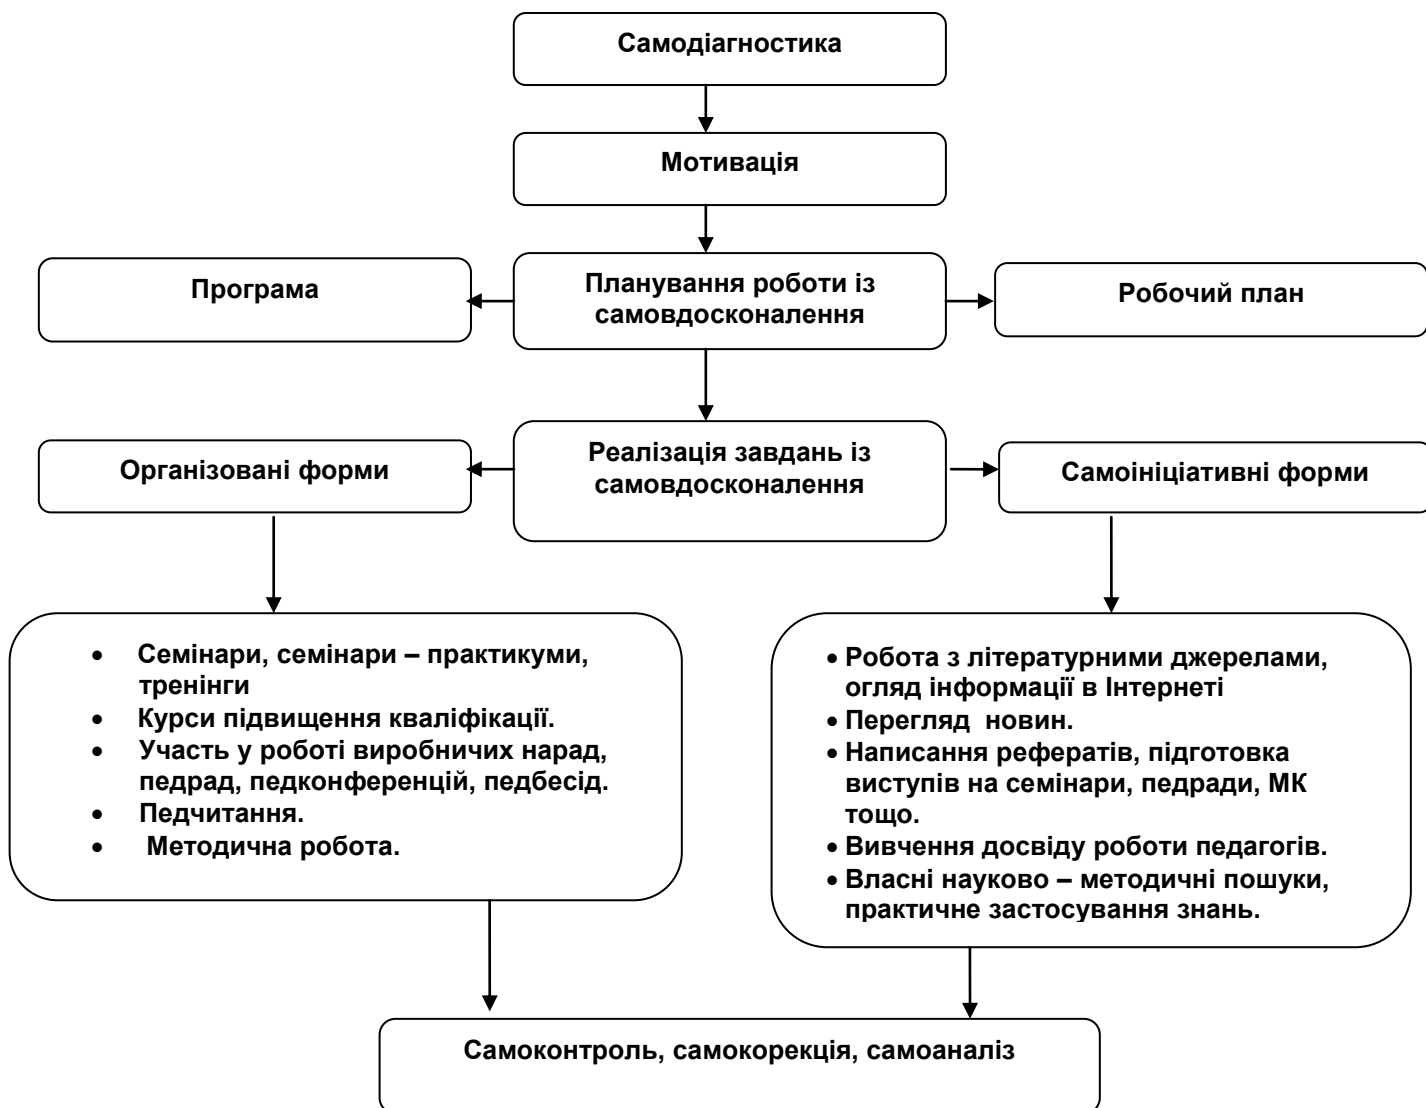 Самодіагностика
Мотивація
Програма
Планування роботи із
самовдосконалення
Робочий план
Організовані форми
Реалізація завдань із
самовдосконалення
Самоініціативні форми
• Семінари, семінари – практикуми,
тренінги
• Курси підвищення кваліфікації.
• Участь у роботі виробничих нарад,
педрад, педконференцій, педбесід.
• Педчитання.
• Методична робота.
• Робота з літературними джерелами,
огляд інформації в Інтернеті
• Перегляд новин.
• Написання рефератів, підготовка
виступів на семінари, педради, МК
тощо.
• Вивчення досвіду роботи педагогів.
• Власні науково – методичні пошуки,
практичне застосування знань.
Самоконтроль, самокорекція, самоаналіз